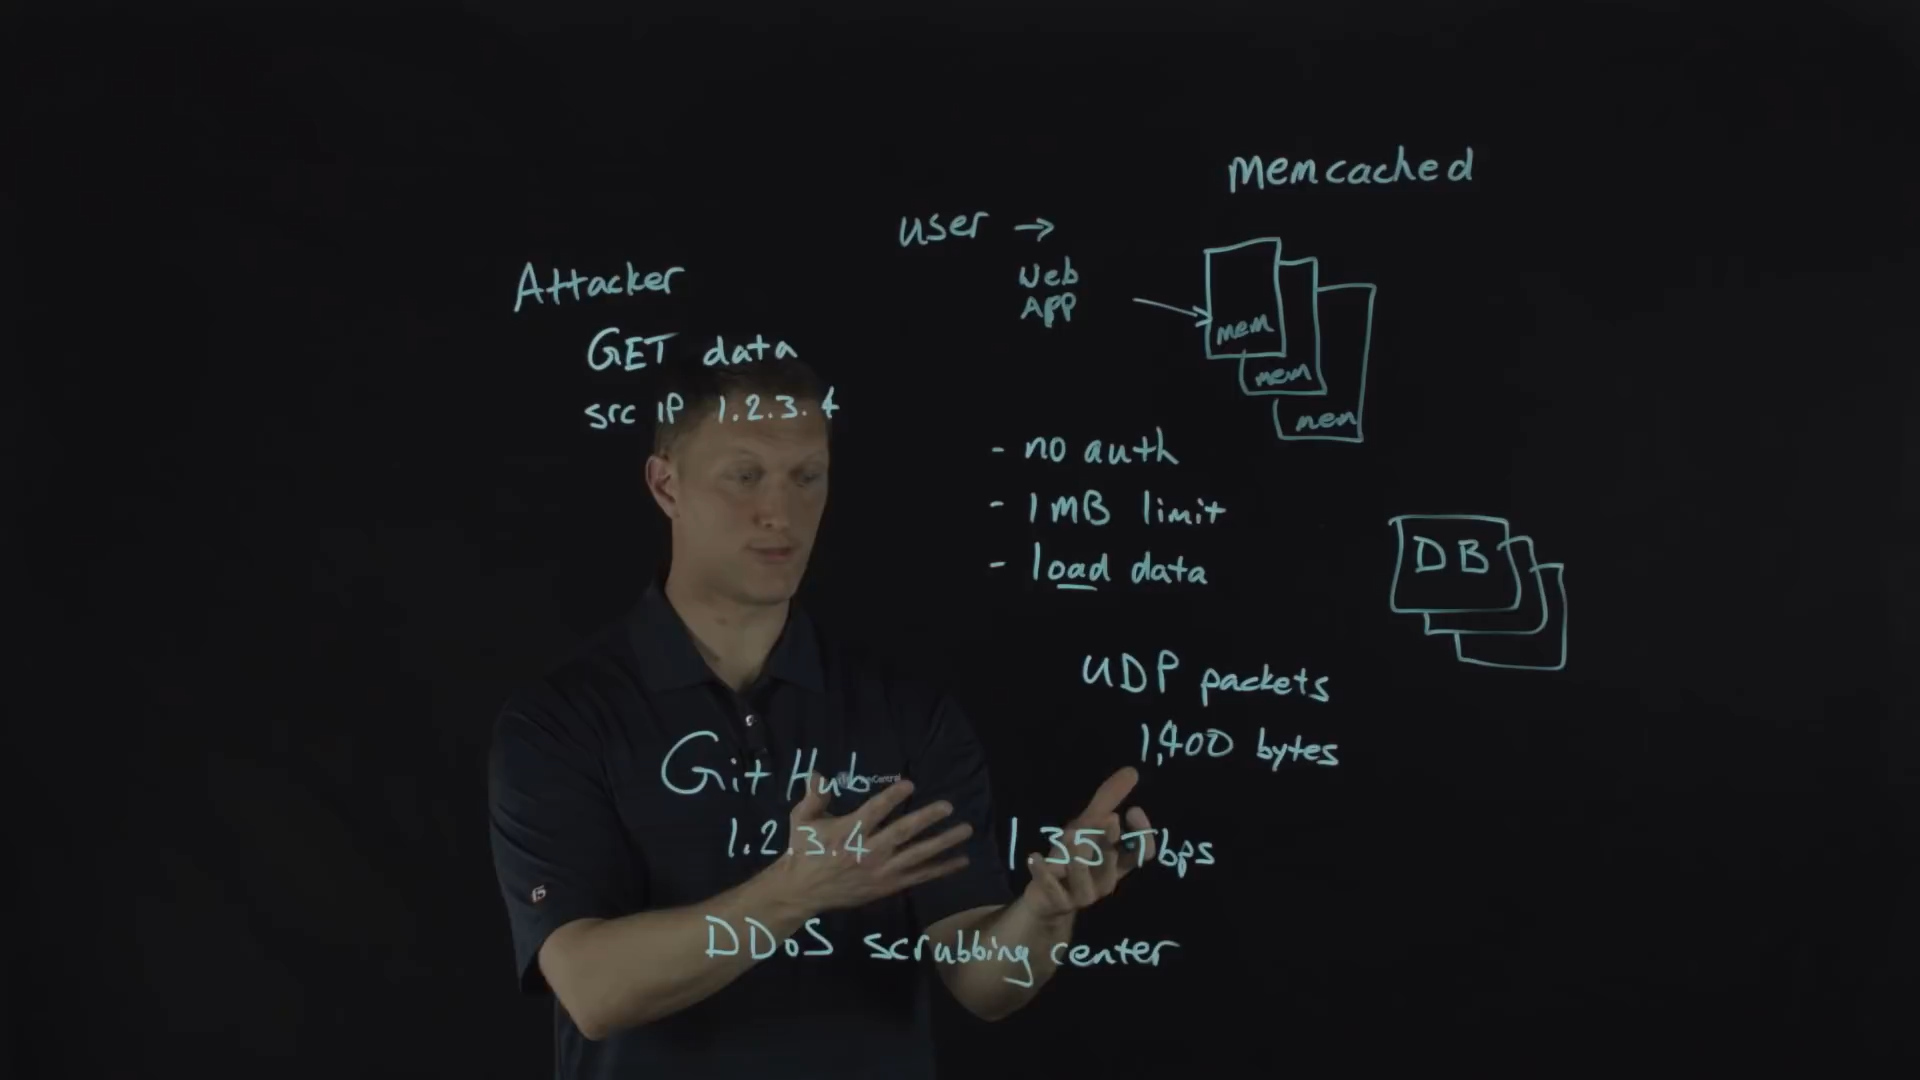 memcached
user →
Web
App
mem
mem
mem
Attacker
GET data
src IP 1.2.3.4
- no auth
- 1MB limit
- load data
DB
UDP packets
1,400 bytes
GitHub
1.2.3.4
1.35 Tbps
DDoS scrubbing center
f5